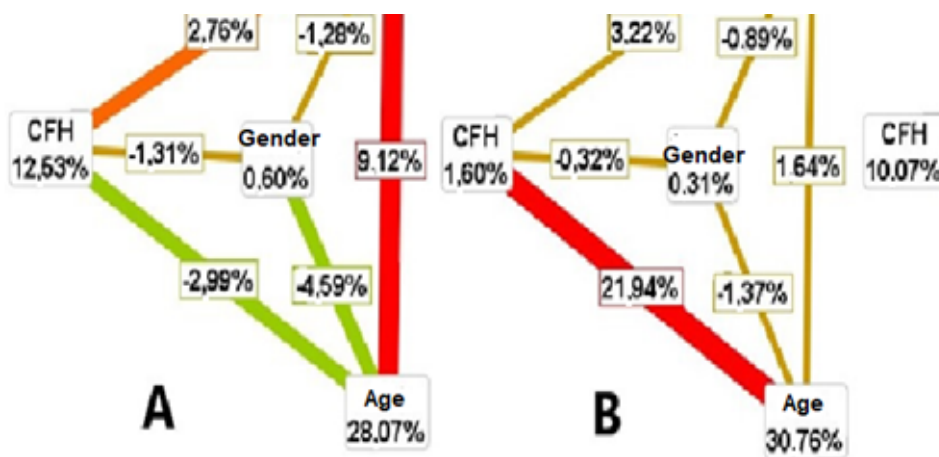 2.76%
-1,28%
3.22%
-0.89%
CFH
12,53%
-1,31%
Gender
0.60%
9.12%
CFH
1,60%
-0,32%
Gender
0.31%
1.64%
CFH
10.07%
-2,99%
-4.59%
21,94%
-1,37%
A
Age
28.07%
B
Age
30.76%